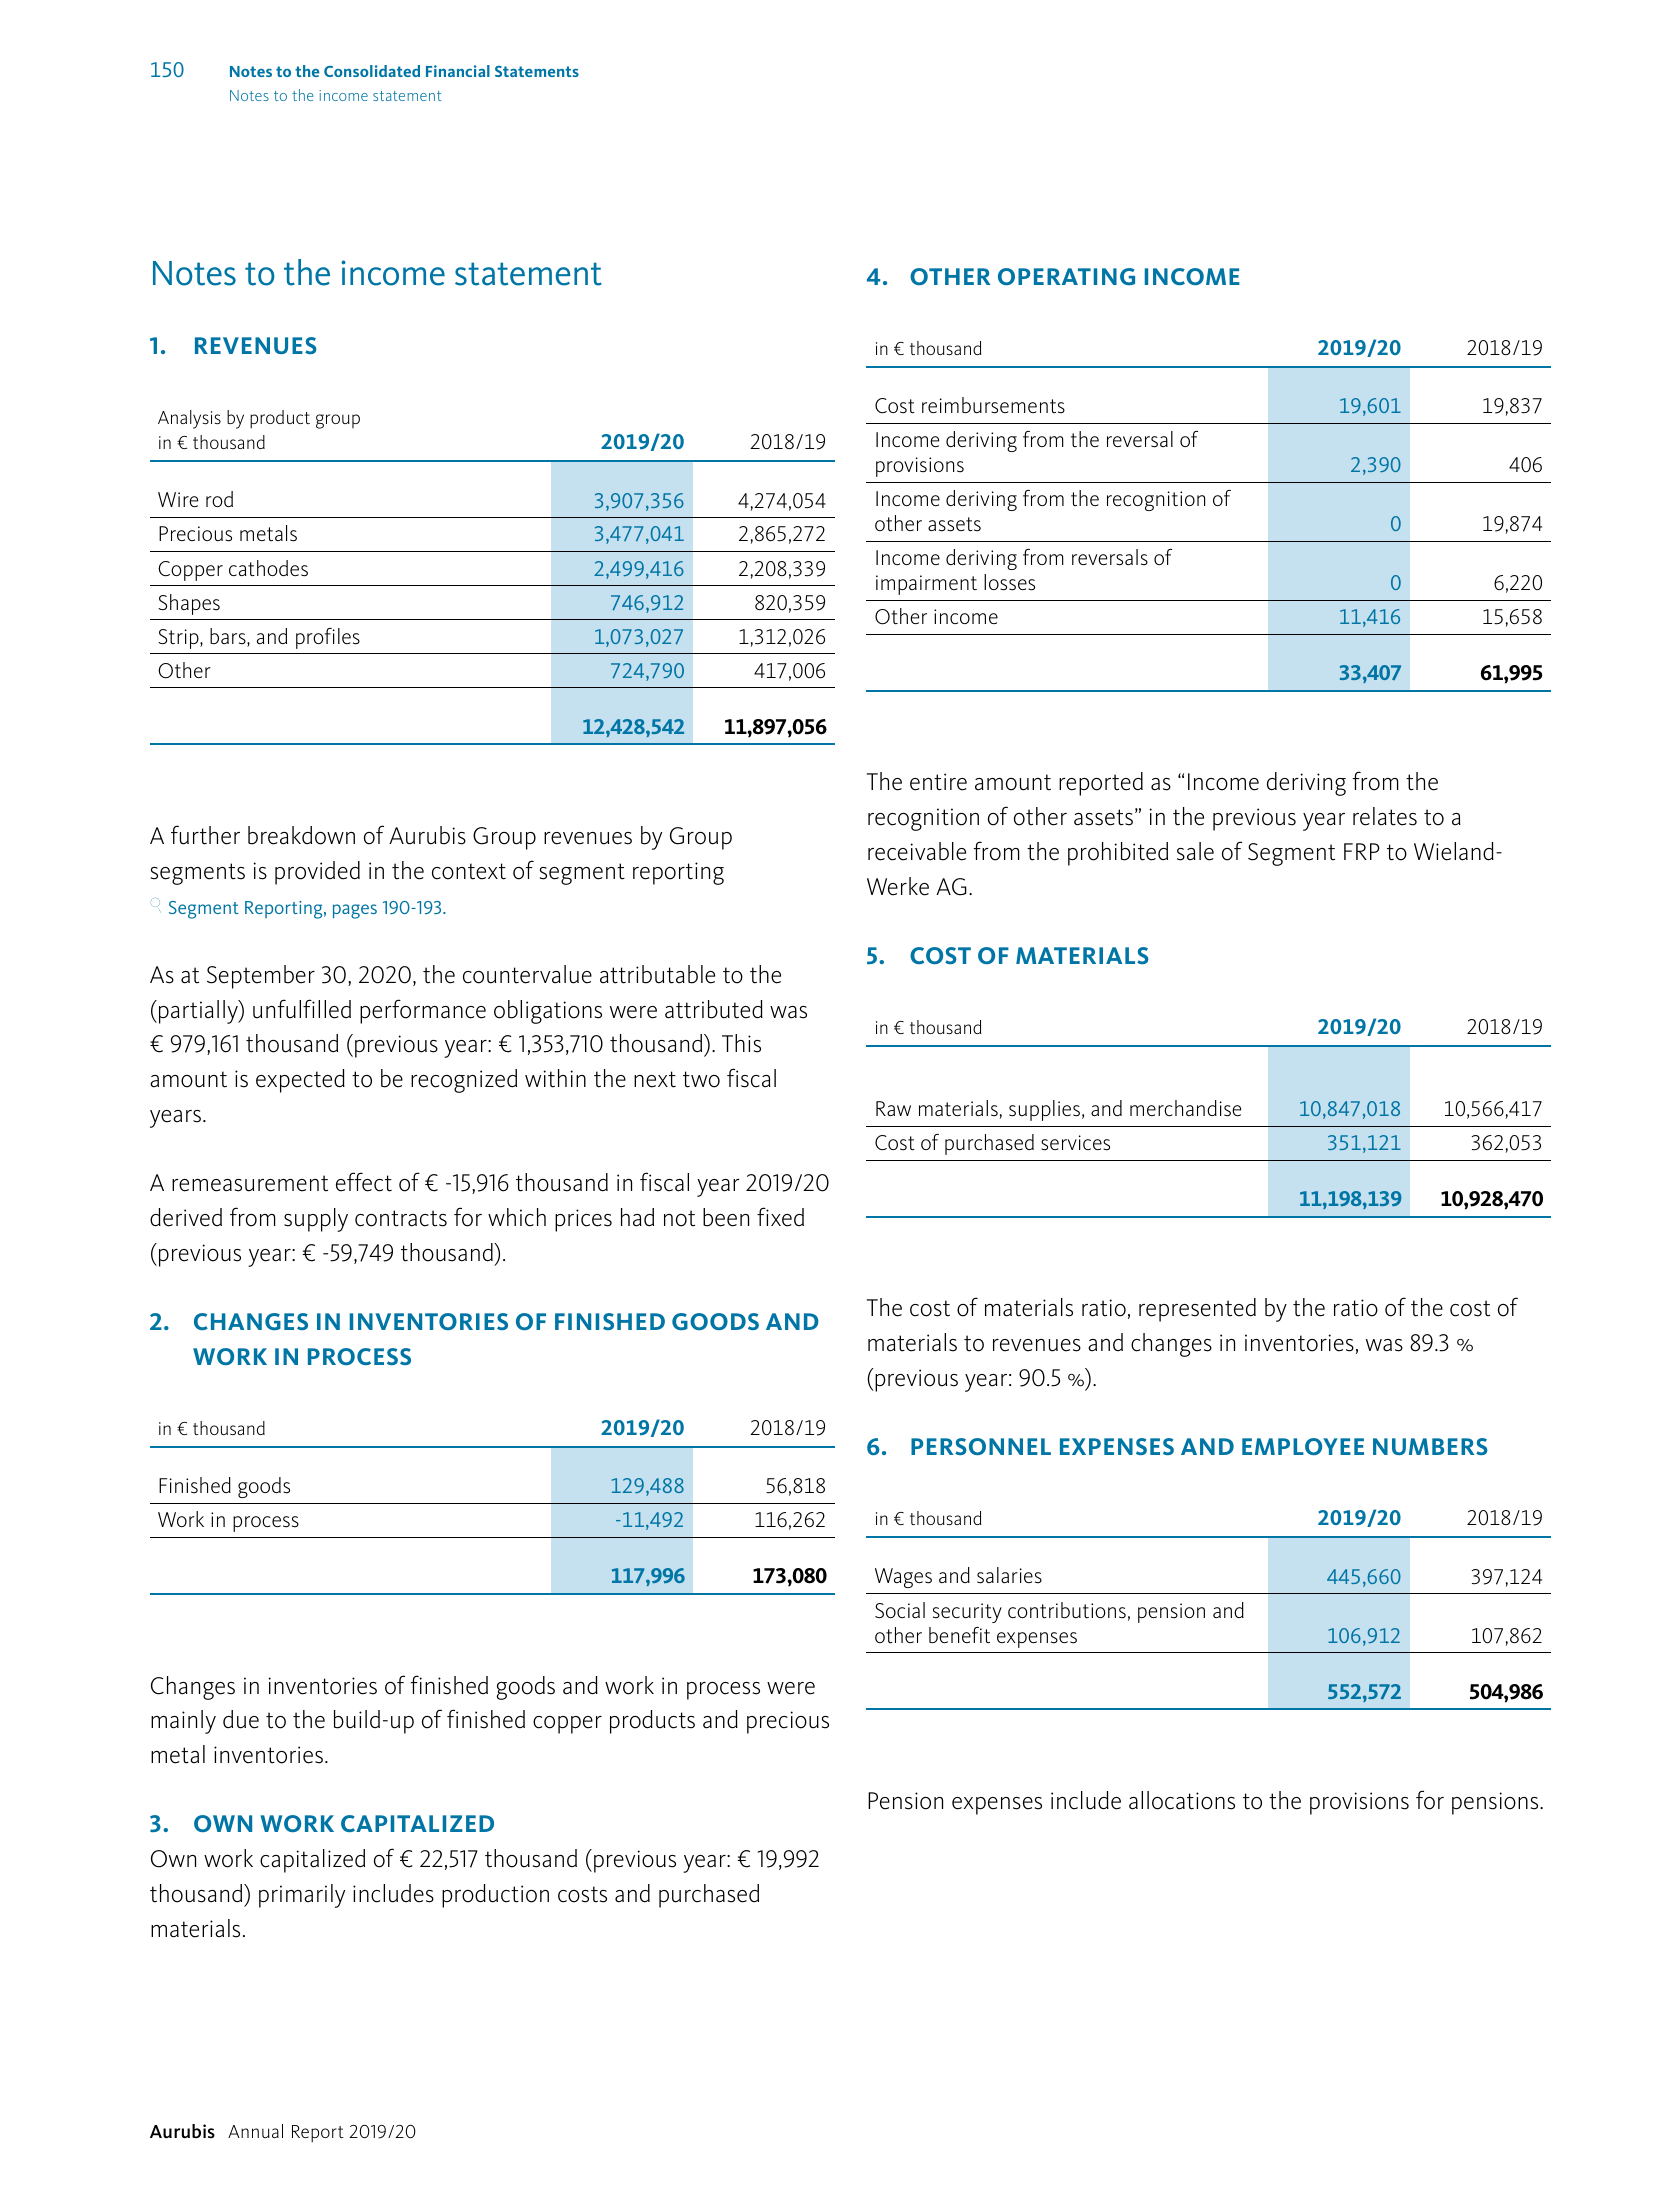 150
Notes to the Consolidated Financial Statements
Notes to the income statement
Notes to the income statement
1. REVENUES
Analysis by product group
in € thousand 2019/20 2018/19
Wire rod 3,907,356 4,274,054
Precious metals 3,477,041 2,865,272
Copper cathodes 2,499,416 2,208,339
Shapes 746,912 820,359
Strip, bars, and profiles 1,073,027 1,312,026
Other 724,790 417,006
12,428,542 11,897,056
A further breakdown of Aurubis Group revenues by Group
segments is provided in the context of segment reporting
Segment Reporting, pages 190-193.
As at September 30, 2020, the countervalue attributable to the
(partially) unfulfilled performance obligations were attributed was
€ 979,161 thousand (previous year: € 1,353,710 thousand). This
amount is expected to be recognized within the next two fiscal
years.
A remeasurement effect of € -15,916 thousand in fiscal year 2019/20
derived from supply contracts for which prices had not been fixed
(previous year: € -59,749 thousand).
2. CHANGES IN INVENTORIES OF FINISHED GOODS AND
WORK IN PROCESS
in € thousand 2019/20 2018/19
Finished goods 129,488 56,818
Work in process -11,492 116,262
117,996 173,080
Changes in inventories of finished goods and work in process were
mainly due to the build-up of finished copper products and precious
metal inventories.
3. OWN WORK CAPITALIZED
Own work capitalized of € 22,517 thousand (previous year: € 19,992
thousand) primarily includes production costs and purchased
materials.
4. OTHER OPERATING INCOME
in € thousand 2019/20 2018/19
Cost reimbursements 19,601 19,837
Income deriving from the reversal of
provisions 2,390 406
Income deriving from the recognition of
other assets 0 19,874
Income deriving from reversals of
impairment losses 0 6,220
Other income 11,416 15,658
33,407 61,995
The entire amount reported as “Income deriving from the
recognition of other assets” in the previous year relates to a
receivable from the prohibited sale of Segment FRP to Wieland-
Werke AG.
5. COST OF MATERIALS
in € thousand 2019/20 2018/19
Raw materials, supplies, and merchandise 10,847,018 10,566,417
Cost of purchased services 351,121 362,053
11,198,139 10,928,470
The cost of materials ratio, represented by the ratio of the cost of
materials to revenues and changes in inventories, was 89.3 %
(previous year: 90.5 %).
6. PERSONNEL EXPENSES AND EMPLOYEE NUMBERS
in € thousand 2019/20 2018/19
Wages and salaries 445,660 397,124
Social security contributions, pension and
other benefit expenses 106,912 107,862
552,572 504,986
Pension expenses include allocations to the provisions for pensions.
Aurubis Annual Report 2019/20